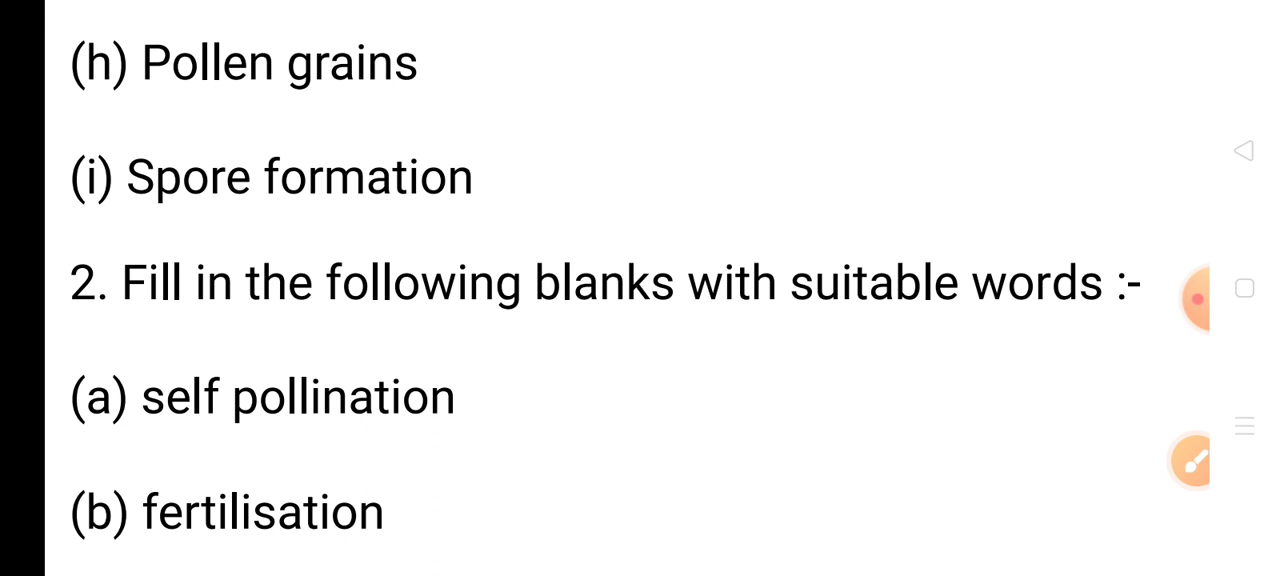 (h) Pollen grains
(i) Spore formation
2. Fill in the following blanks with suitable words :-
(a) self pollination
(b) fertilisation